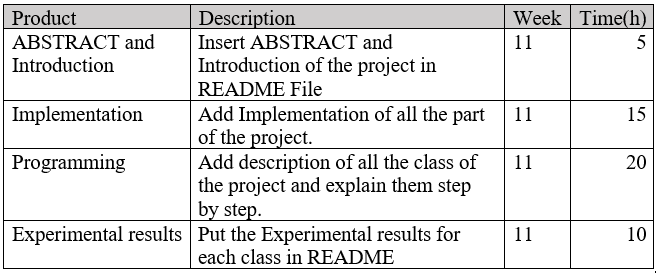 Product Description Week Time(h)
ABSTRACT and Insert ABSTRACT and 11 5
Introduction Introduction of the project in
README File
Implementation Add Implementation of all the part 11 15
of the project.
Programming Add description of all the class of 11 20
the project and explain them step
by step.
Experimental results Put the Experimental results for 11 10
each class in README